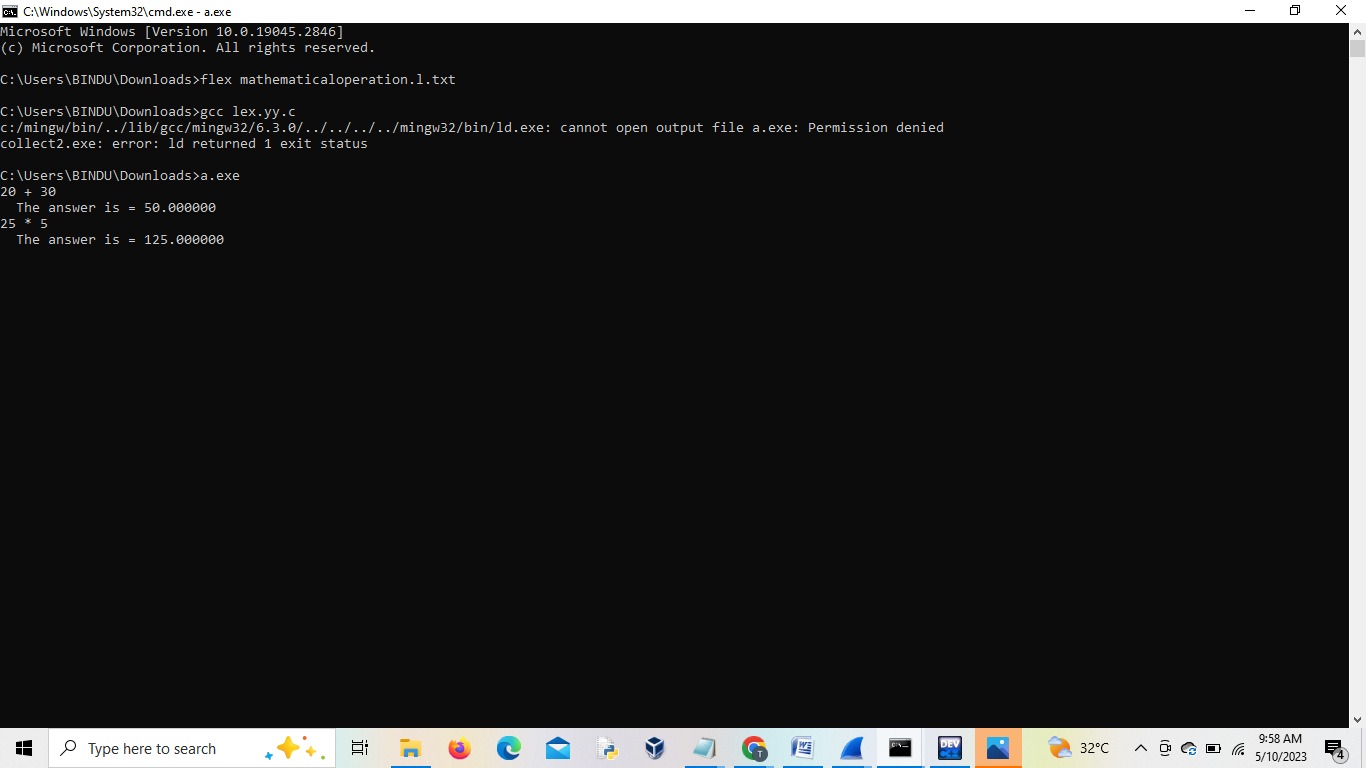 C:\Windows\System32\cmd.exe - a.exe
Microsoft Windows [Version 10.0.19045.2846]
(c) Microsoft Corporation. All rights reserved.
C:\Users\BINDU\Downloads>flex mathematicaloperation.l.txt
C:\Users\BINDU\Downloads>gcc lex.yy.c
c:/mingw/bin/../lib/gcc/mingw32/6.3.0/../../../../mingw32/bin/ld.exe: cannot open output file a.exe: Permission denied
collect2.exe: error: ld returned 1 exit status
C:\Users\BINDU\Downloads>a.exe
20 + 30
  The answer is = 50.000000
25 * 5
  The answer is = 125.000000
Type here to search
T
W
DEV
32°C
9:58 AM
5/10/2023
4